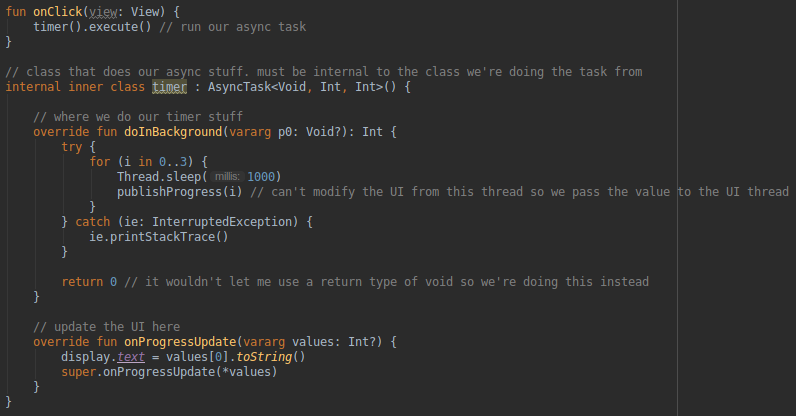 fun onClick(view: View) {
    timer().execute() // run our async task
}

// class that does our async stuff. must be internal to the class we're doing the task from
internal inner class timer : AsyncTask<Void, Int, Int>() {

    // where we do our timer stuff
    override fun doInBackground(vararg p0: Void?): Int {
        try {
            for (i in 0..3) {
                Thread.sleep( millis: 1000)
                publishProgress(i) // can't modify the UI from this thread so we pass the value to the UI thread
            }
        } catch (ie: InterruptedException) {
            ie.printStackTrace()
        }

        return 0 // it wouldn't let me use a return type of void so we're doing this instead
    }

    // update the UI here
    override fun onProgressUpdate(vararg values: Int?) {
        display.text = values[0].toString()
        super.onProgressUpdate(*values)
    }
}